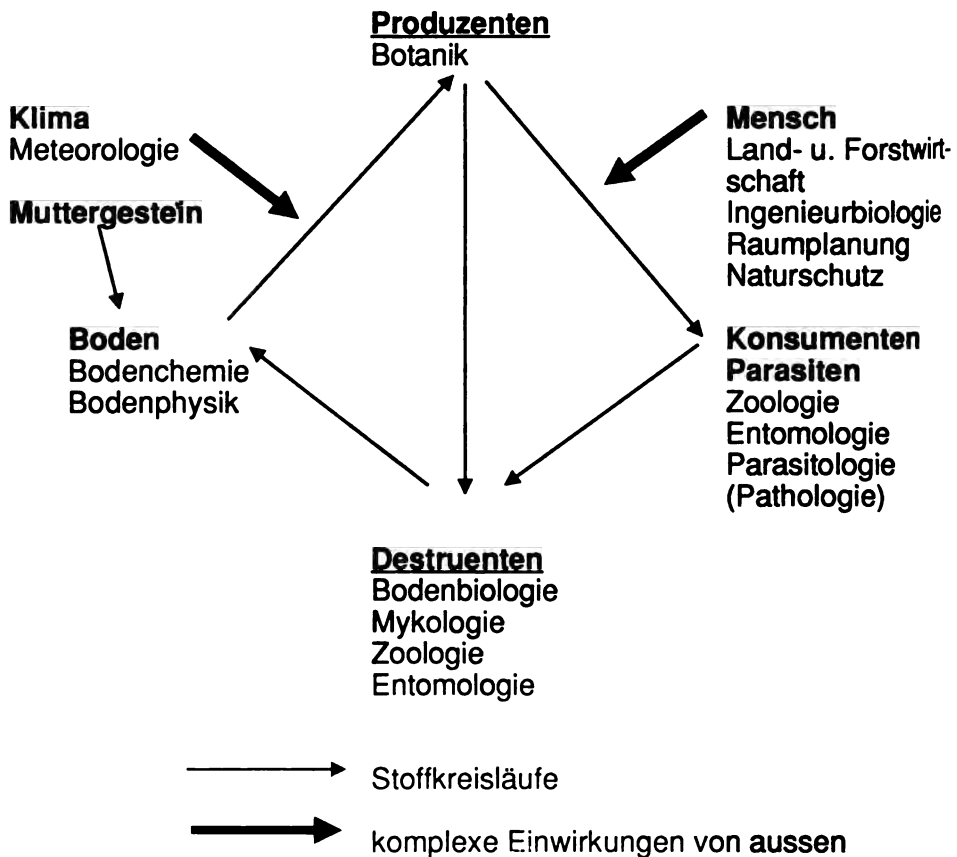 Produzenten
Botanik
Klima
Meteorologie
Muttergestein
Mensch
Land- u. Forstwirt-
schaft
Ingenieurbiologie
Raumplanung
Naturschutz
Boden
Bodenchemie
Bodenphysik
Konsumenten
Parasiten
Zoologie
Entomologie
Parasitologie
(Pathologie)
Destruenten
Bodenbiologie
Mykologie
Zoologie
Entomologie
Stoffkreisläufe
komplexe Einwirkungen von aussen